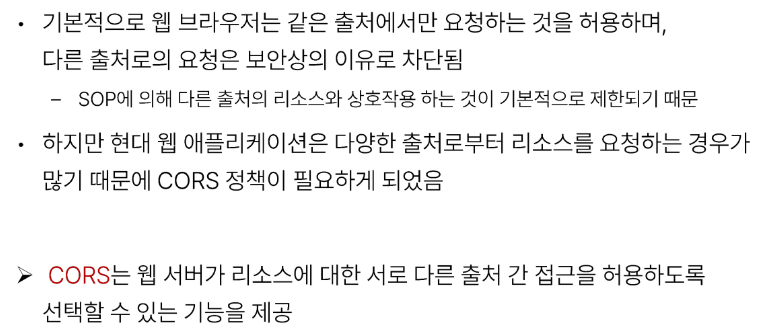 • 기본적으로 웹 브라우저는 같은 출처에서만 요청하는 것을 허용하며,
다른 출처로의 요청은 보안상의 이유로 차단됨
– SOP에 의해 다른 출처의 리소스와 상호작용 하는 것이 기본적으로 제한되기 때문
• 하지만 현대 웹 애플리케이션은 다양한 출처로부터 리소스를 요청하는 경우가
많기 때문에 CORS 정책이 필요하게 되었음
➢ CORS는 웹 서버가 리소스에 대한 서로 다른 출처 간 접근을 허용하도록
선택할 수 있는 기능을 제공